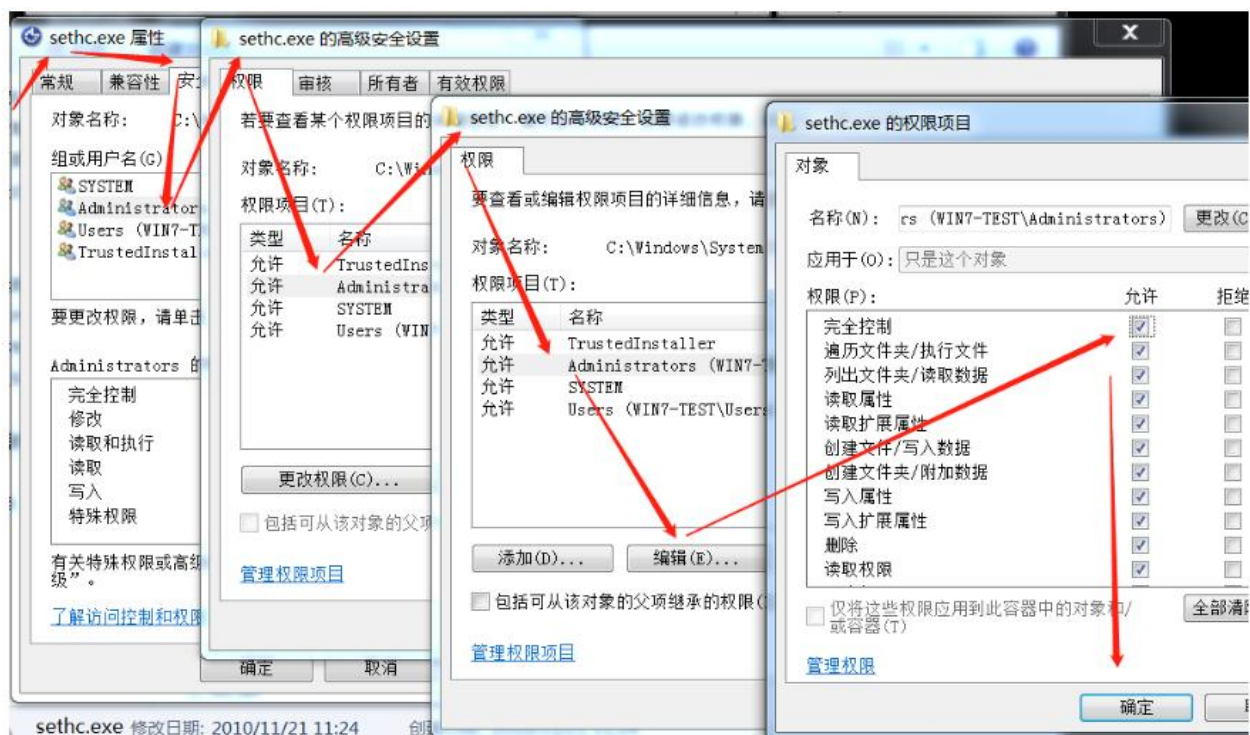 sethc.exe 属性
常规
兼容性
对象名称:
组或用户名(G)
SYSTEM
Administrator
Users (WIN7-T
TrustedInstal
要更改权限，请单击
Administrators 的
完全控制
修改
读取和执行
读取
写入
特殊权限
有关特殊权限或高级
级”。
了解访问控制和权限
确定
取消
sethc.exe 修改日期: 2010/11/21 11:24
sethc.exe 的高级安全设置
权限
审核
所有者
有效权限
若要查看某个权限项目的
对象名称:
权限项目(T):
类型 名称
允许 TrustedIns
允许 Administra
允许 SYSTEM
允许 Users (WIN
更改权限(C)...
包括可从该对象的父项
管理权限项目
sethc.exe 的高级安全设置
权限
要查看或编辑权限项目的详细信息，请
对象名称: C:\Windows\System
权限项目(T):
类型 名称
允许 TrustedInstaller
允许 Administrators (WIN7-
允许 SYSTEM
允许 Users (WIN7-TEST\Users
添加(D)...
编辑(E)...
包括可从该对象的父项继承的权限(
管理权限项目
sethc.exe 的权限项目
对象
名称(N): rs (WIN7-TEST\Administrators) 更改(C
应用于(O): 只是这个对象
权限(P): 允许 拒绝
完全控制
遍历文件夹/执行文件
列出文件夹/读取数据
读取属性
读取扩展属性
创建文件/写入数据
创建文件夹/附加数据
写入属性
写入扩展属性
删除
读取权限
仅将这些权限应用到此容器中的对象和/
或容器(T)
全部清除
管理权限
确定